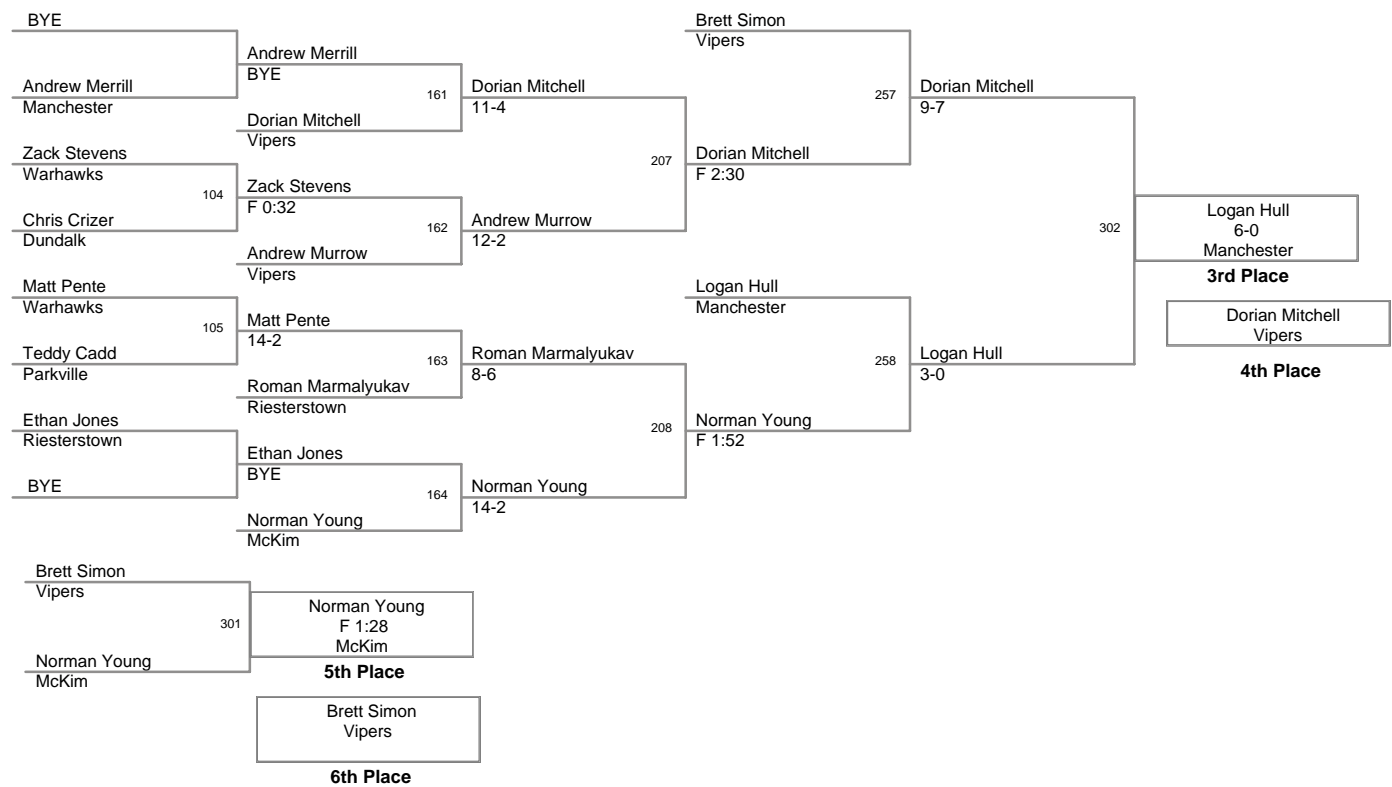 BYE
Andrew Merrill
Manchester
Andrew Merrill
BYE
161
Dorian Mitchell
Vipers
Dorian Mitchell
11-4
Zack Stevens
Warhawks
104
Chris Crizer
Dundalk
Zack Stevens
F 0:32
162
Andrew Murrow
Vipers
Andrew Murrow
12-2
207
Matt Pente
Warhawks
105
Teddy Cadd
Parkville
Matt Pente
14-2
163
Roman Marmalyukav
Riesterstown
Roman Marmalyukav
8-6
Ethan Jones
Riesterstown
BYE
Ethan Jones
BYE
164
Norman Young
McKim
Norman Young
14-2
208
Brett Simon
Vipers
257
Dorian Mitchell
F 2:30
Dorian Mitchell
9-7
Logan Hull
Manchester
258
Norman Young
F 1:52
Logan Hull
3-0
302
Logan Hull
6-0
Manchester
3rd Place
Dorian Mitchell
Vipers
4th Place
Brett Simon
Vipers
301
Norman Young
McKim
Norman Young
F 1:28
McKim
5th Place
Brett Simon
Vipers
6th Place